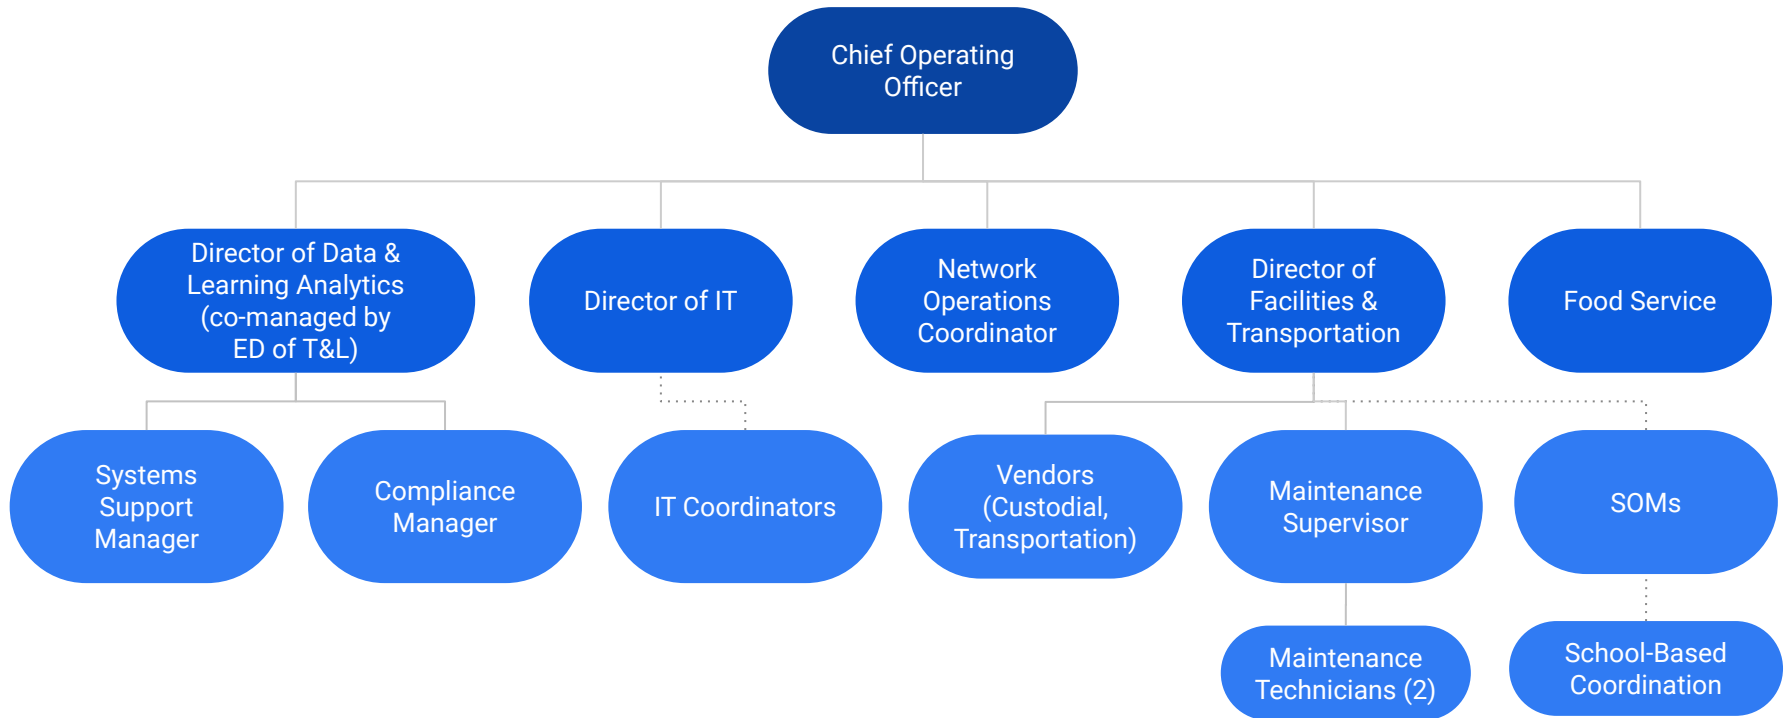 Chief Operating
Officer
Director of Data &
Learning Analytics
(co-managed by
ED of T&L)
Director of IT
Network
Operations
Coordinator
Director of
Facilities &
Transportation
Food Service
Systems
Support
Manager
Compliance
Manager
IT Coordinators
Vendors
(Custodial,
Transportation)
Maintenance
Supervisor
SOMs
Maintenance
Technicians (2)
School-Based
Coordination